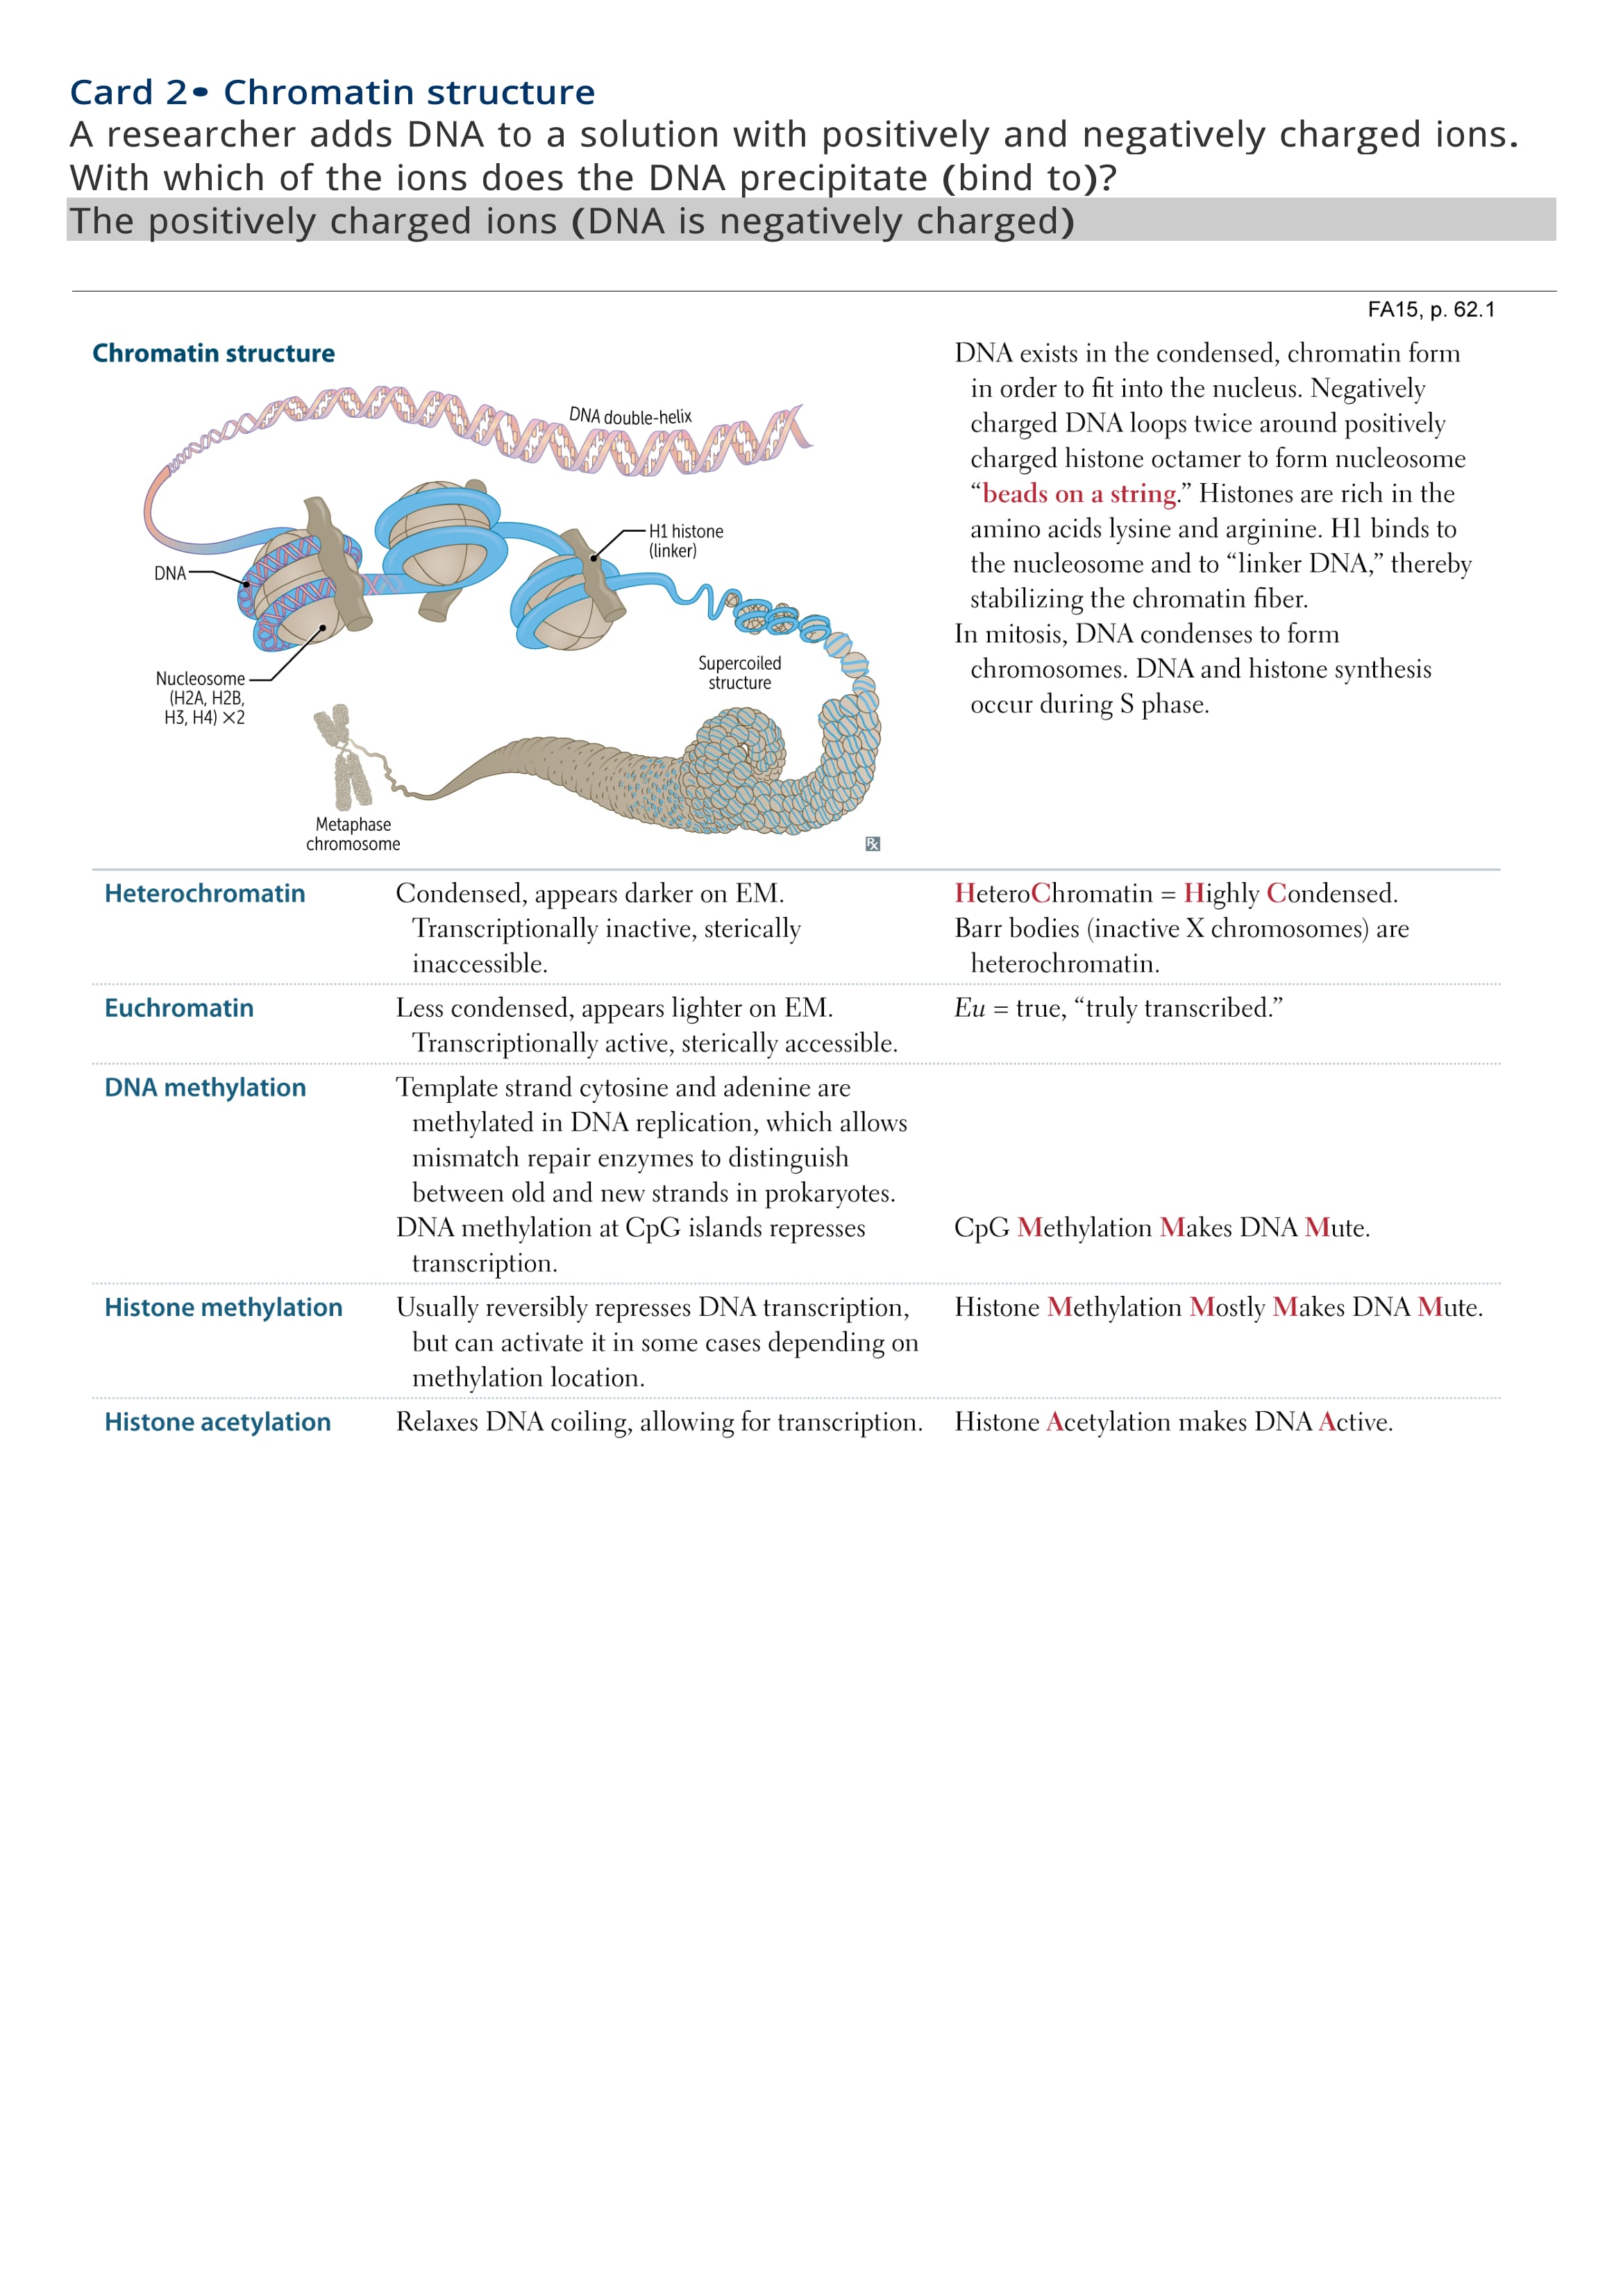 Card 2• Chromatin structure
A researcher adds DNA to a solution with positively and negatively charged ions.
With which of the ions does the DNA precipitate (bind to)?
The positively charged ions (DNA is negatively charged)
FA15, p. 62.1
Chromatin structure
DNA double-helix
H1 histone
(linker)
DNA
Nucleosome
(H2A, H2B,
H3, H4) ×2
Supercoiled
structure
Metaphase
chromosome
Rx
DNA exists in the condensed, chromatin form
in order to fit into the nucleus. Negatively
charged DNA loops twice around positively
charged histone octamer to form nucleosome
“beads on a string.” Histones are rich in the
amino acids lysine and arginine. H1 binds to
the nucleosome and to “linker DNA,” thereby
stabilizing the chromatin fiber.
In mitosis, DNA condenses to form
chromosomes. DNA and histone synthesis
occur during S phase.
Heterochromatin
Condensed, appears darker on EM.
Transcriptionally inactive, sterically
inaccessible.
HeteroChromatin = Highly Condensed.
Barr bodies (inactive X chromosomes) are
heterochromatin.
Euchromatin
Less condensed, appears lighter on EM.
Transcriptionally active, sterically accessible.
Eu = true, “truly transcribed.”
DNA methylation
Template strand cytosine and adenine are
methylated in DNA replication, which allows
mismatch repair enzymes to distinguish
between old and new strands in prokaryotes.
DNA methylation at CpG islands represses
transcription.
CpG Methylation Makes DNA Mute.
Histone methylation
Usually reversibly represses DNA transcription,
but can activate it in some cases depending on
methylation location.
Histone Methylation Mostly Makes DNA Mute.
Histone acetylation
Relaxes DNA coiling, allowing for transcription.
Histone Acetylation makes DNA Active.